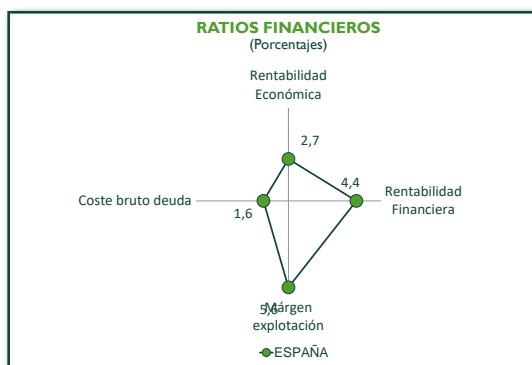 RATIOS FINANCIEROS
(Porcentajes)
Rentabilidad
Económica
2,7
4,4
Rentabilidad
Financiera
Coste bruto deuda
1,6
5,6
Márgen
explotación
ESPAÑA